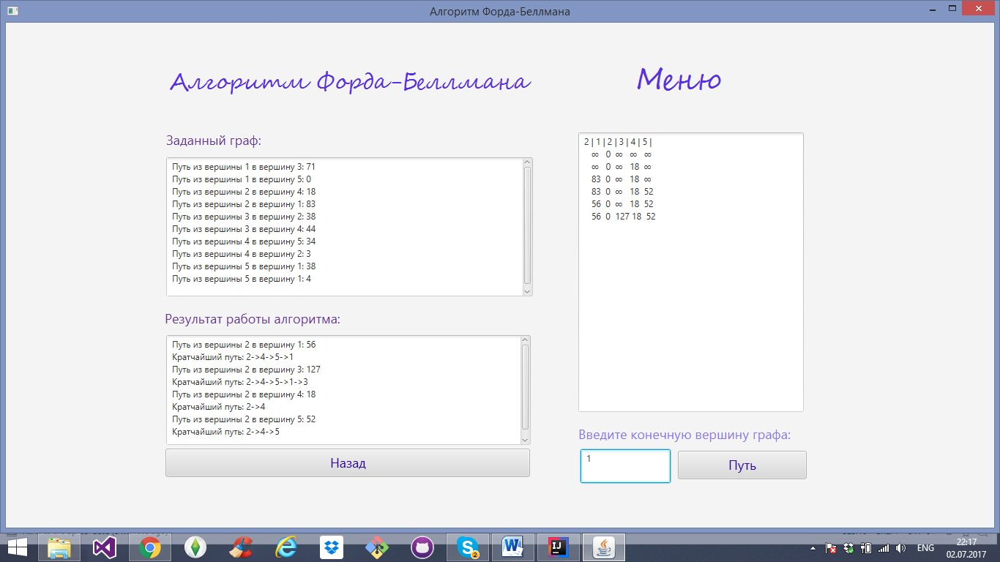 Алгоритм Форда-Беллмана
Алгоритм Форда-Беллмана
Меню
Заданный граф:
Путь из вершины 1 в вершину 3: 71
Путь из вершины 1 в вершину 5: 0
Путь из вершины 2 в вершину 4: 18
Путь из вершины 2 в вершину 1: 83
Путь из вершины 3 в вершину 2: 38
Путь из вершины 3 в вершину 4: 44
Путь из вершины 4 в вершину 5: 34
Путь из вершины 4 в вершину 2: 3
Путь из вершины 5 в вершину 1: 38
Путь из вершины 5 в вершину 1: 4
Результат работы алгоритма:
Путь из вершины 2 в вершину 1: 56
Кратчайший путь: 2->4->5->1
Путь из вершины 2 в вершину 3: 127
Кратчайший путь: 2->4->5->1->3
Путь из вершины 2 в вершину 4: 18
Кратчайший путь: 2->4
Путь из вершины 2 в вершину 5: 52
Кратчайший путь: 2->4->5
Назад
2 | 1 | 2 | 3 | 4 | 5 |
∞ 0 ∞ ∞ ∞
∞ 0 ∞ 18 ∞
83 0 ∞ 18 ∞
83 0 ∞ 18 52
56 0 ∞ 18 52
56 0 127 18 52
Введите конечную вершину графа:
1
Путь
2
W
IJ
ENG
22:17
02.07.2017